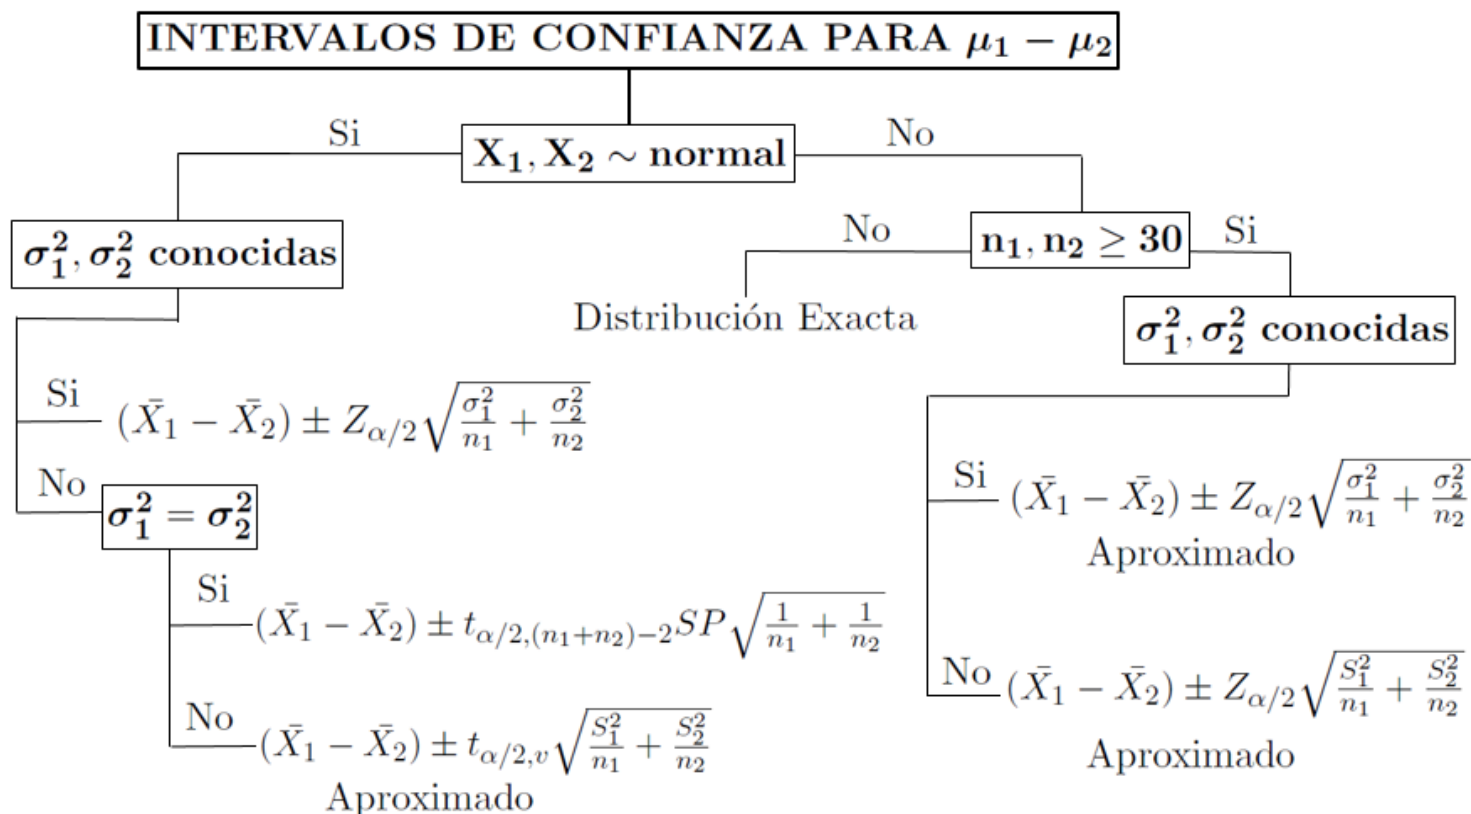 INTERVALOS DE CONFIANZA PARA μ₁ − μ₂
Si
X₁, X₂ ∼ normal
No
σ₁², σ₂² conocidas
No
n₁, n₂ ≥ 30
Si
Distribución Exacta
σ₁², σ₂² conocidas
Si
(X̄₁ − X̄₂) ± Z_{α/2} √(σ₁²/n₁ + σ₂²/n₂)
No
σ₁² = σ₂²
Si
(X̄₁ − X̄₂) ± t_{α/2,(n₁+n₂)−2} SP √(1/n₁ + 1/n₂)
No
(X̄₁ − X̄₂) ± t_{α/2,v} √(S₁²/n₁ + S₂²/n₂)
Aproximado
Si
(X̄₁ − X̄₂) ± Z_{α/2} √(σ₁²/n₁ + σ₂²/n₂)
Aproximado
No
(X̄₁ − X̄₂) ± Z_{α/2} √(S₁²/n₁ + S₂²/n₂)
Aproximado